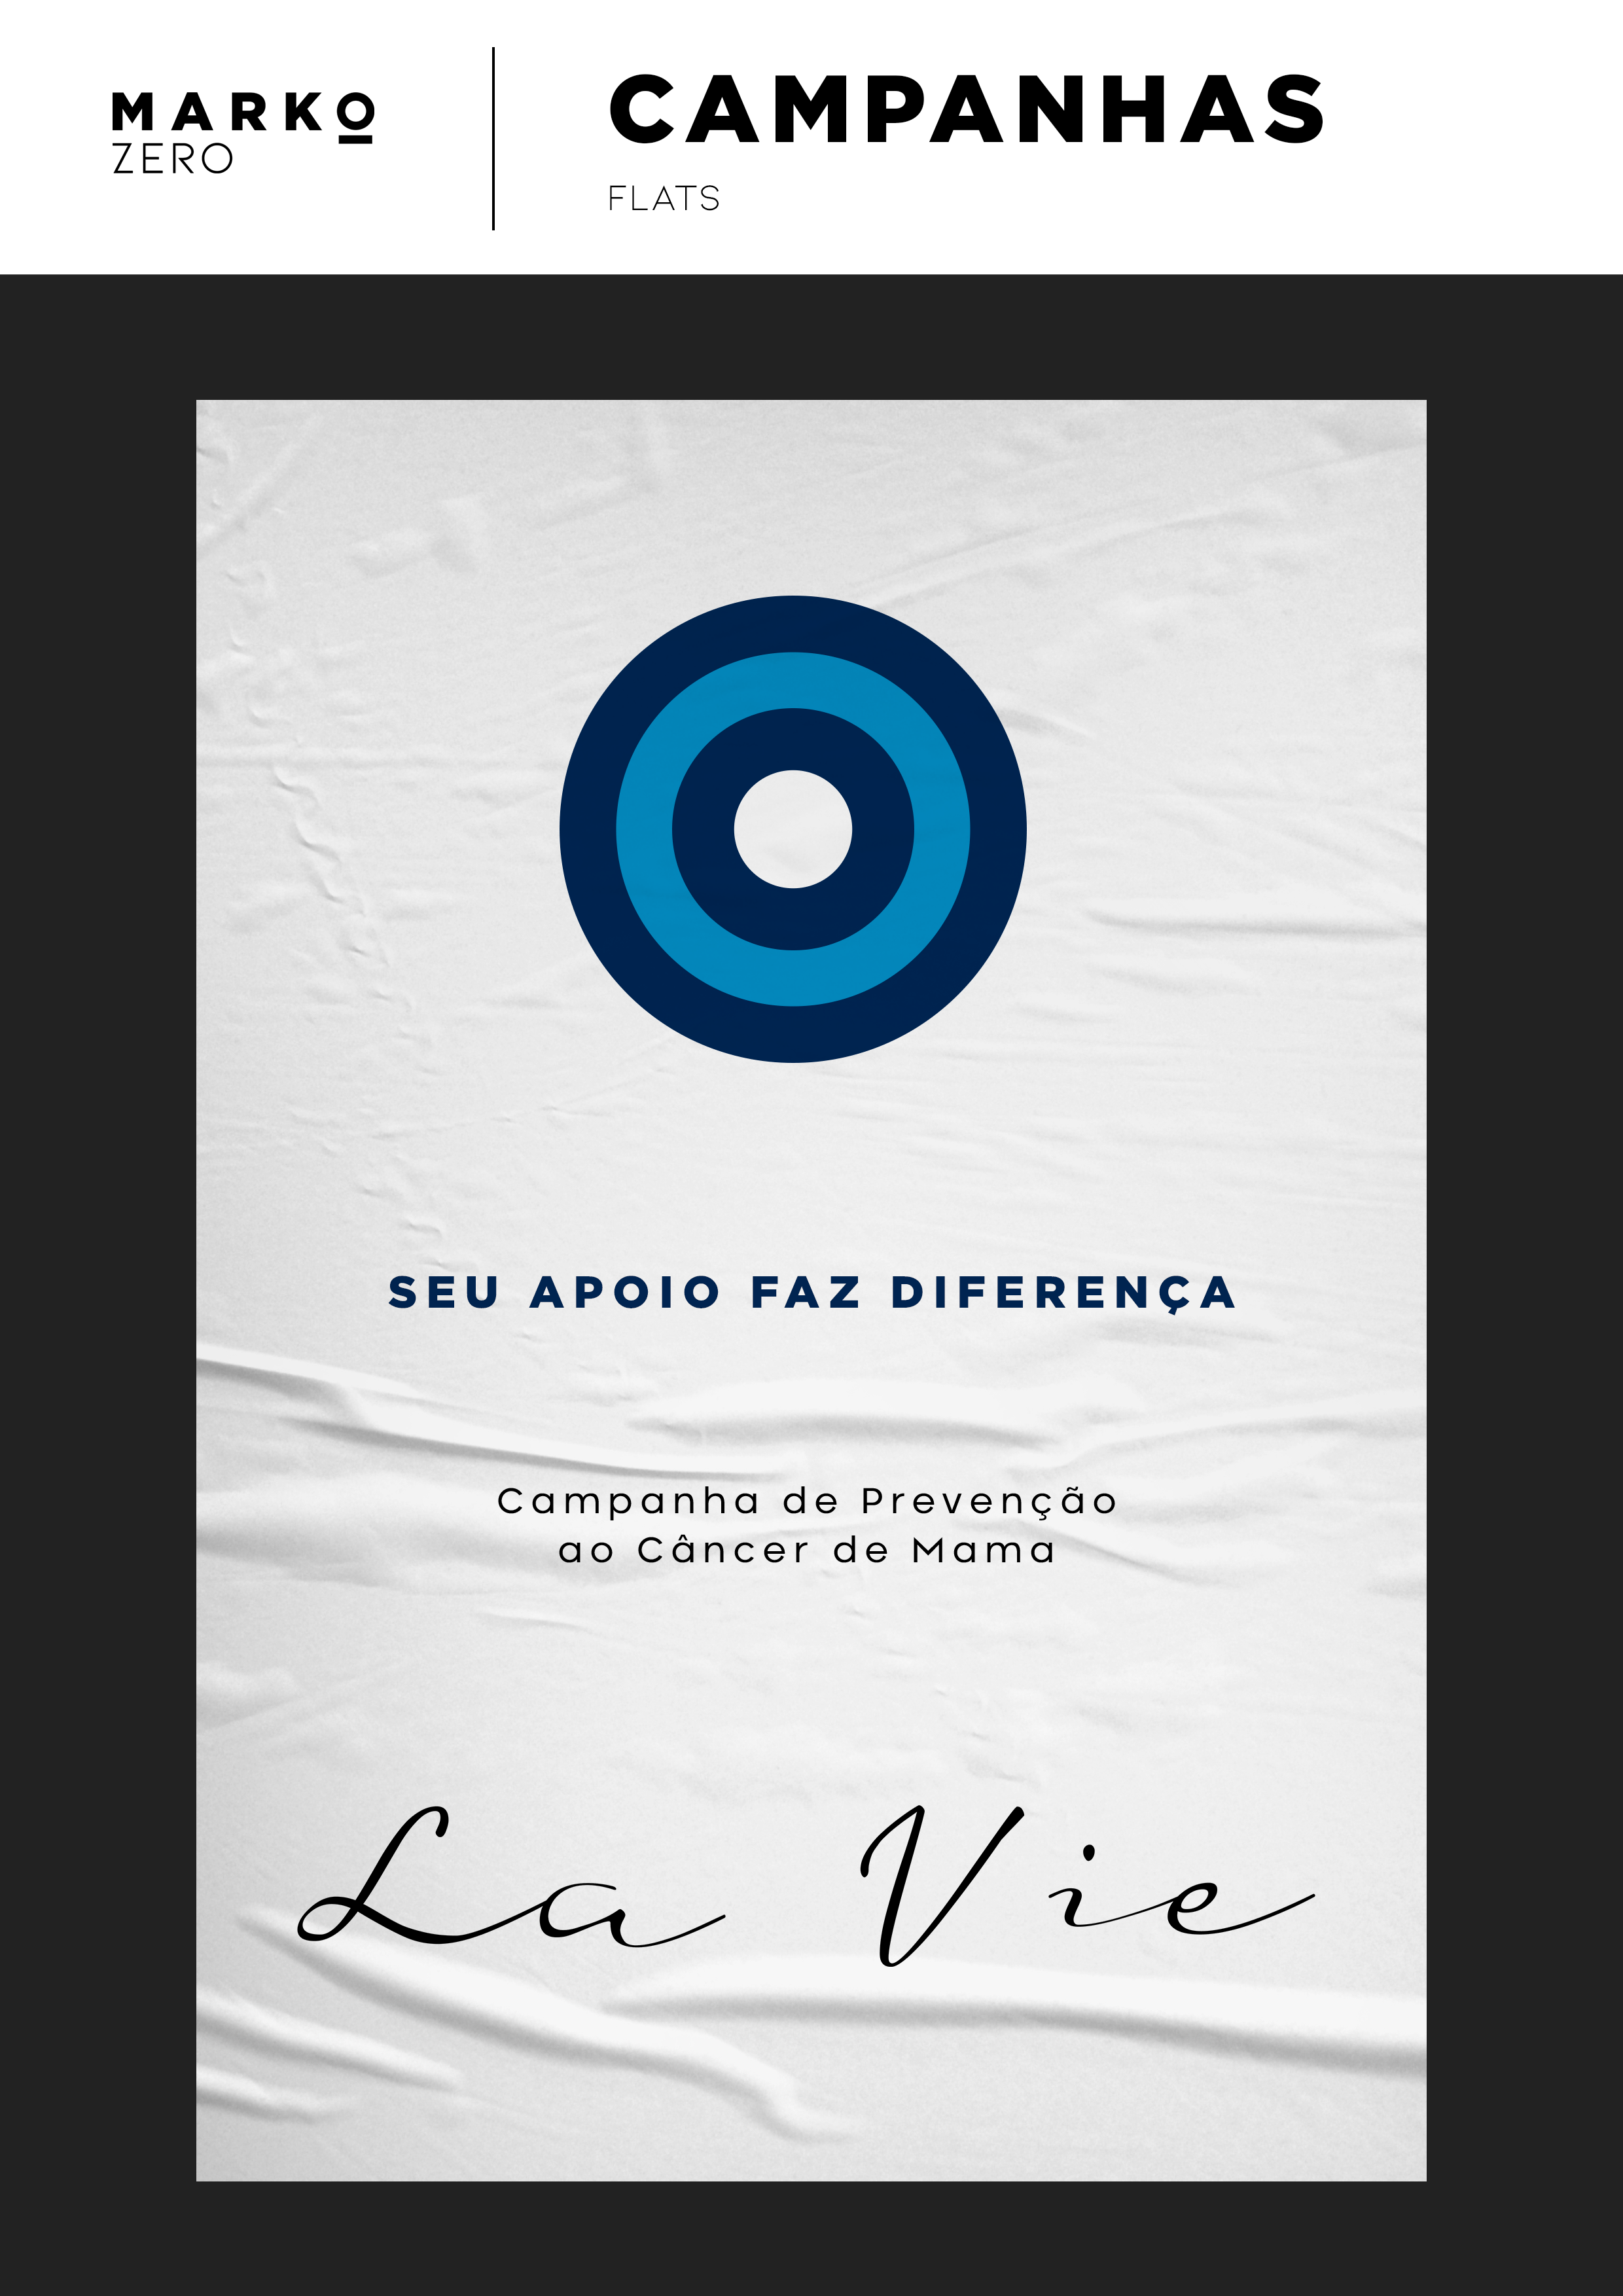 MARKO
ZERO
CAMPANHAS
FLATS
SEU APOIO FAZ DIFERENÇA
Campanha de Prevenção
ao Câncer de Mama
La Vie